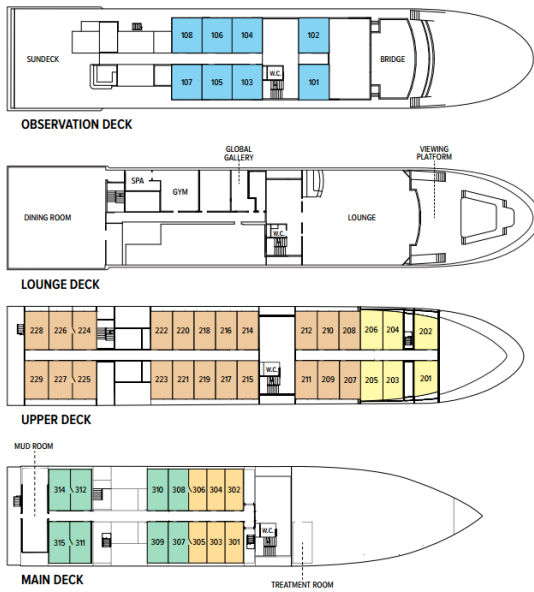 108 106 104 102
SUNDECK
BRIDGE
W.C.
107 105 103 101
OBSERVATION DECK
GLOBAL
GALLERY
VIEWING
PLATFORM
SPA
GYM
DINING ROOM
LOUNGE
W.C.
LOUNGE DECK
228 226 224 222 220 218 216 214 212 210 208 206 204 202
W.C.
229 227 225 223 221 219 217 215 211 209 207 205 203 201
UPPER DECK
MUD ROOM
314 312 310 308 306 304 302
W.C.
315 311 309 307 305 303 301
MAIN DECK
TREATMENT ROOM